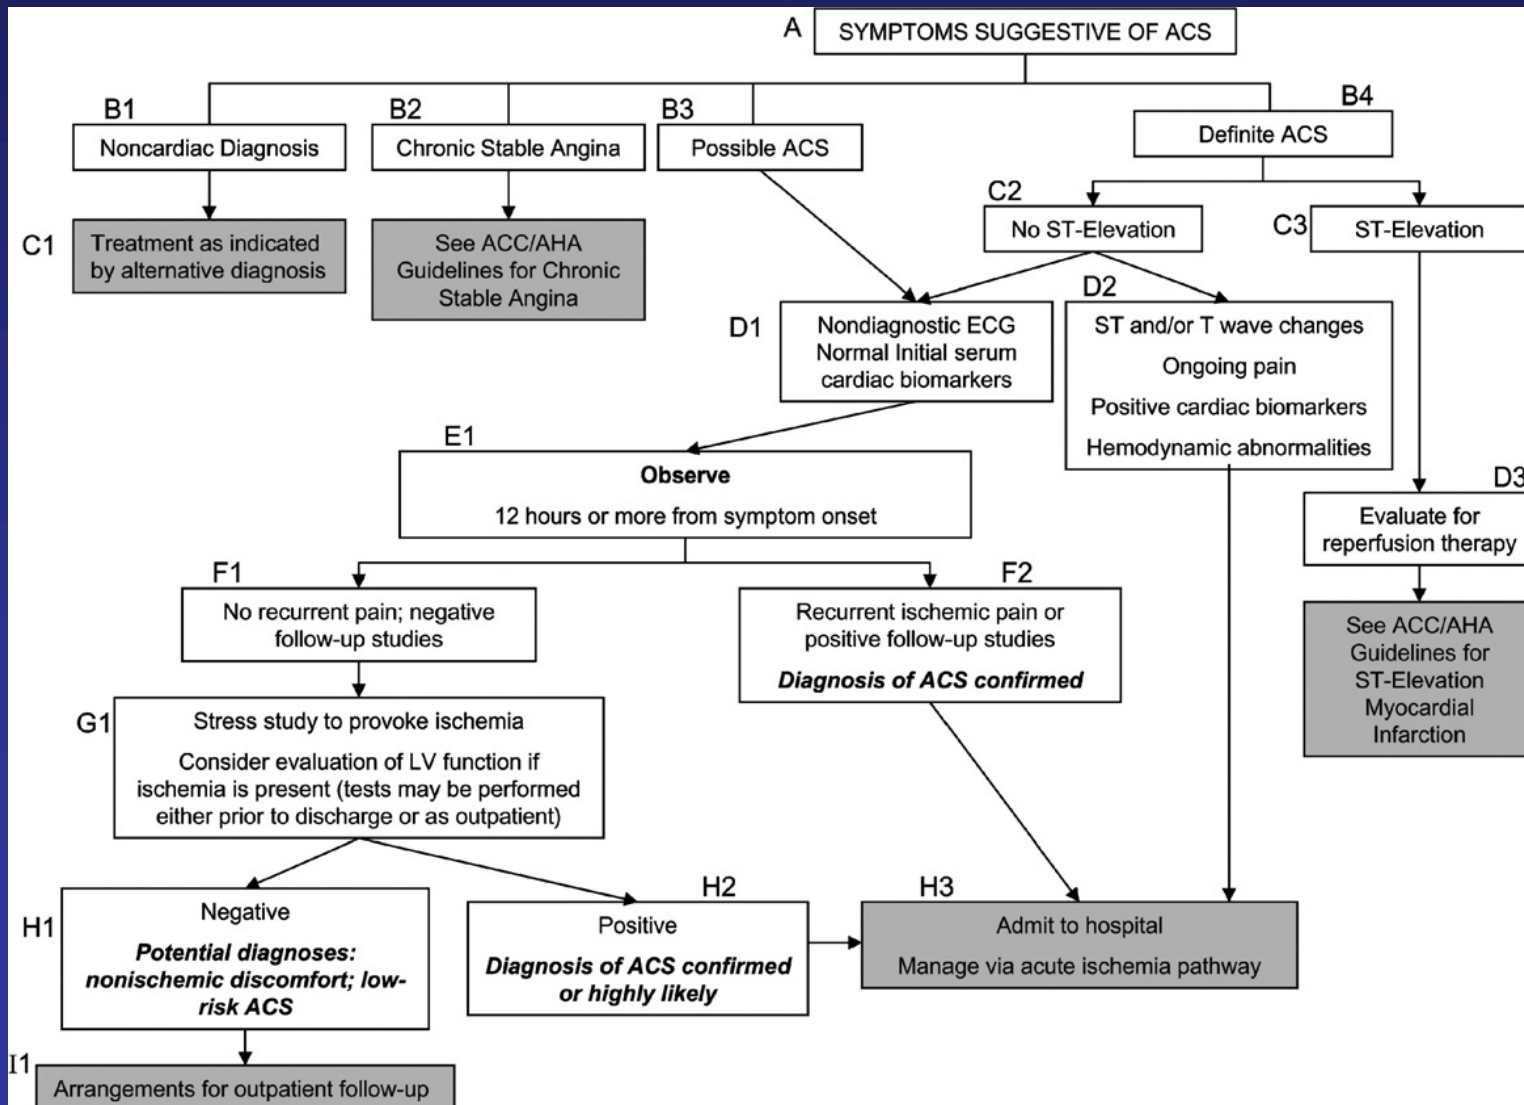 A
SYMPTOMS SUGGESTIVE OF ACS
B1
Noncardiac Diagnosis
B2
Chronic Stable Angina
B3
Possible ACS
B4
Definite ACS
C1
Treatment as indicated
by alternative diagnosis
See ACC/AHA
Guidelines for Chronic
Stable Angina
C2
No ST-Elevation
C3
ST-Elevation
D1
Nondiagnostic ECG
Normal Initial serum
cardiac biomarkers
D2
ST and/or T wave changes
Ongoing pain
Positive cardiac biomarkers
Hemodynamic abnormalities
D3
Evaluate for
reperfusion therapy
See ACC/AHA
Guidelines for
ST-Elevation
Myocardial
Infarction
E1
Observe
12 hours or more from symptom onset
F1
No recurrent pain; negative
follow-up studies
F2
Recurrent ischemic pain or
positive follow-up studies
Diagnosis of ACS confirmed
G1
Stress study to provoke ischemia
Consider evaluation of LV function if
ischemia is present (tests may be performed
either prior to discharge or as outpatient)
H1
Negative
Potential diagnoses:
nonischemic discomfort; low-
risk ACS
H2
Positive
Diagnosis of ACS confirmed
or highly likely
H3
Admit to hospital
Manage via acute ischemia pathway
I1
Arrangements for outpatient follow-up